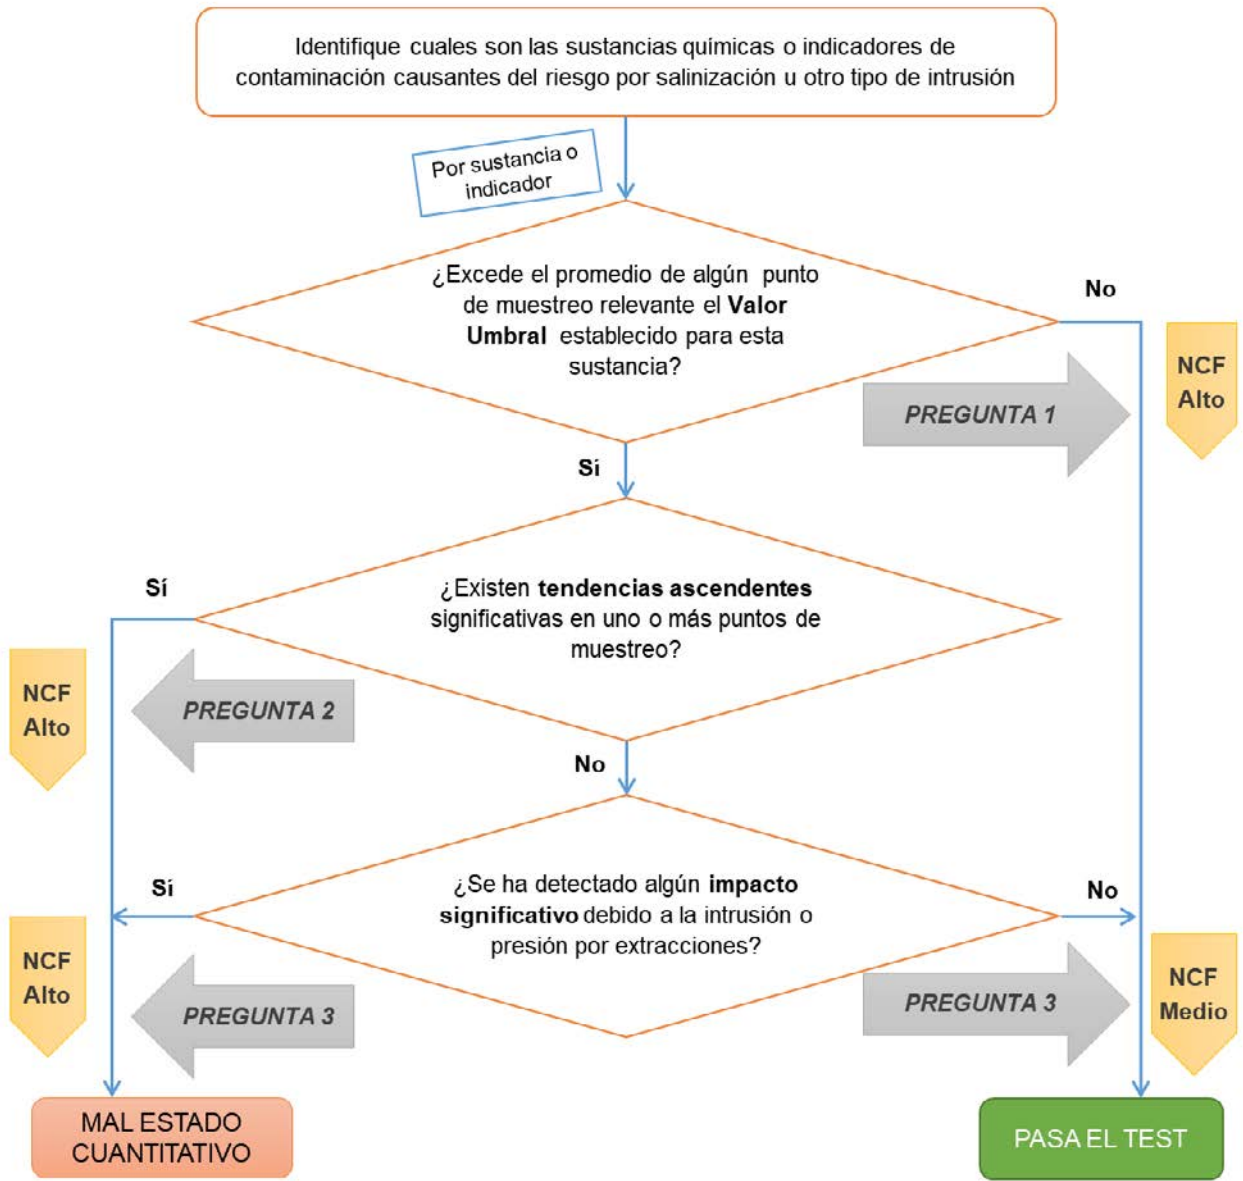 Identifique cuales son las sustancias químicas o indicadores de
contaminación causantes del riesgo por salinización u otro tipo de intrusión
Por sustancia o
indicador
¿Excede el promedio de algún punto
de muestreo relevante el Valor
Umbral establecido para esta
sustancia?
No
NCF
Alto
PREGUNTA 1
Sí
¿Existen tendencias ascendentes
significativas en uno o más puntos de
muestreo?
Sí
NCF
Alto
PREGUNTA 2
No
¿Se ha detectado algún impacto
significativo debido a la intrusión o
presión por extracciones?
Sí
No
NCF
Alto
PREGUNTA 3
PREGUNTA 3
NCF
Medio
MAL ESTADO
CUANTITATIVO
PASA EL TEST